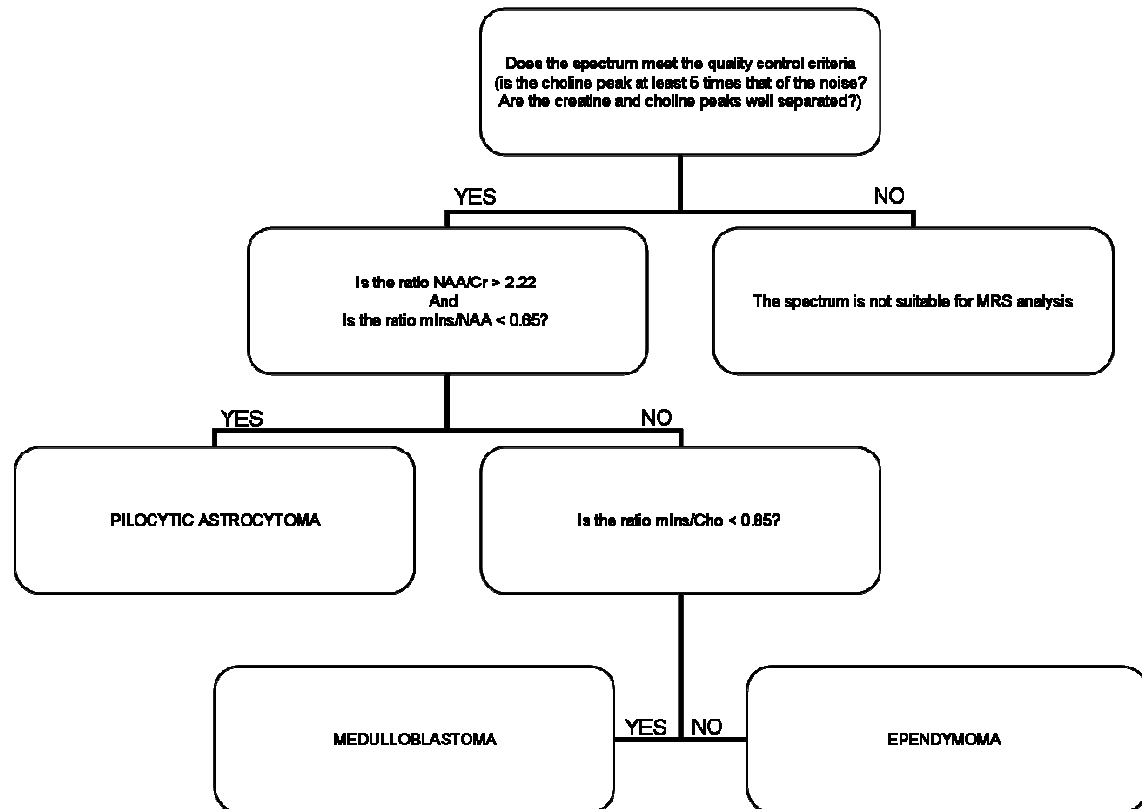 Does the spectrum meet the quality control criteria
(is the choline peak at least 5 times that of the noise?
Are the creatine and choline peaks well separated?)
YES
NO
Is the ratio NAA/Cr > 2.22
And
Is the ratio mIns/NAA < 0.65?
The spectrum is not suitable for MRS analysis
YES
NO
PILOCYTIC ASTROCYTOMA
Is the ratio mIns/Cho < 0.65?
MEDULLOBLASTOMA
YES
NO
EPENDYMOMA